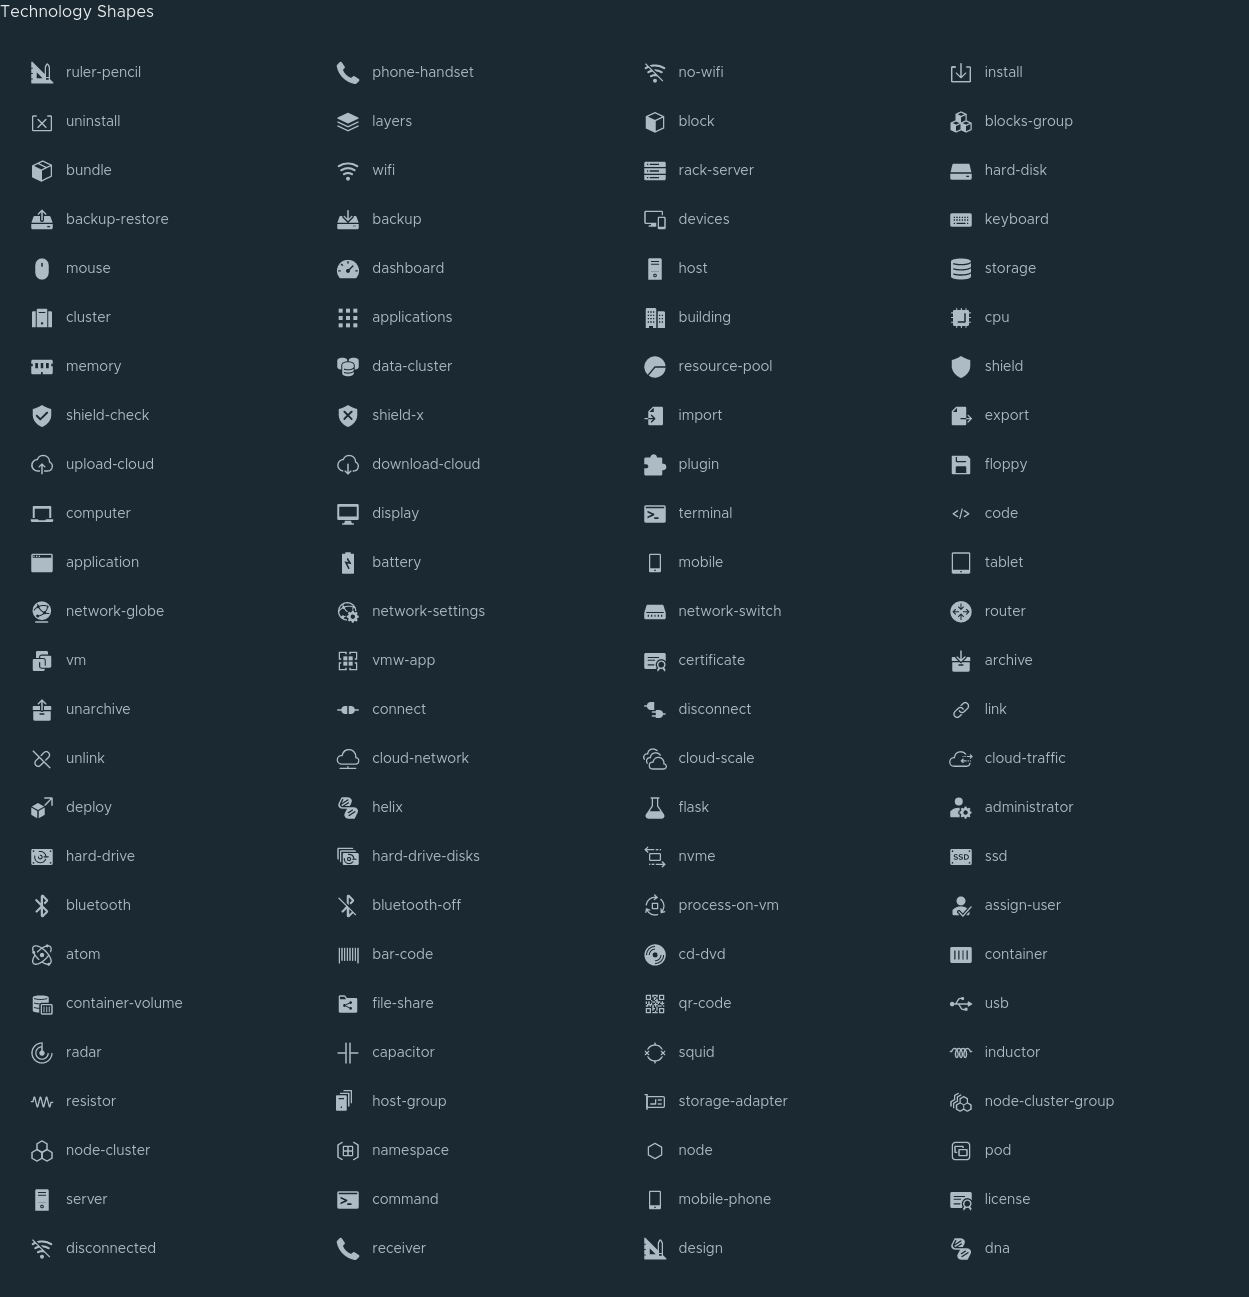 Technology Shapes
ruler-pencil phone-handset no-wifi install
uninstall layers block blocks-group
bundle wifi rack-server hard-disk
backup-restore backup devices keyboard
mouse dashboard host storage
cluster applications building cpu
memory data-cluster resource-pool shield
shield-check shield-x import export
upload-cloud download-cloud plugin floppy
computer display terminal code
application battery mobile tablet
network-globe network-settings network-switch router
vm vmw-app certificate archive
unarchive connect disconnect link
unlink cloud-network cloud-scale cloud-traffic
deploy helix flask administrator
hard-drive hard-drive-disks nvme SSD ssd
bluetooth bluetooth-off process-on-vm assign-user
atom bar-code cd-dvd container
container-volume file-share qr-code usb
radar capacitor squid inductor
resistor host-group storage-adapter node-cluster-group
node-cluster namespace node pod
server command mobile-phone license
disconnected receiver design dna